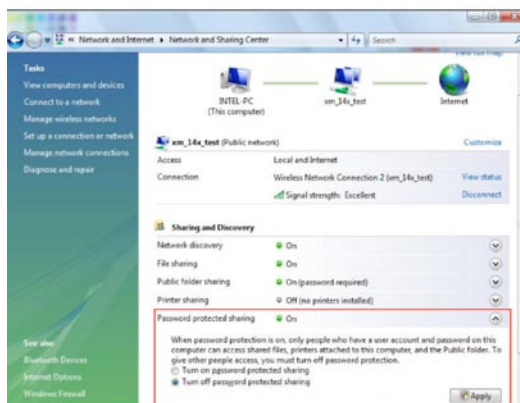 « Network and Internet ▸ Network and Sharing Center
Search
View full map
Tasks
View computers and devices
Connect to a network
Manage wireless networks
Set up a connection or network
Manage network connections
Diagnose and repair
INTEL-PC
(This computer)
xm_14x_test
Internet
xm_14x_test (Public network)
Customize
Access Local and Internet
Connection Wireless Network Connection 2 (xm_14x_test) View status
Signal strength: Excellent Disconnect
Sharing and Discovery
Network discovery On
File sharing On
Public folder sharing On (password required)
Printer sharing Off (no printers installed)
Password protected sharing On
When password protection is on, only people who have a user account and password on this
computer can access shared files, printers attached to this computer, and the Public folder. To
give other people access, you must turn off password protection.
Turn on password protected sharing
Turn off password protected sharing
Apply
See also
Bluetooth Devices
Internet Options
Windows Firewall